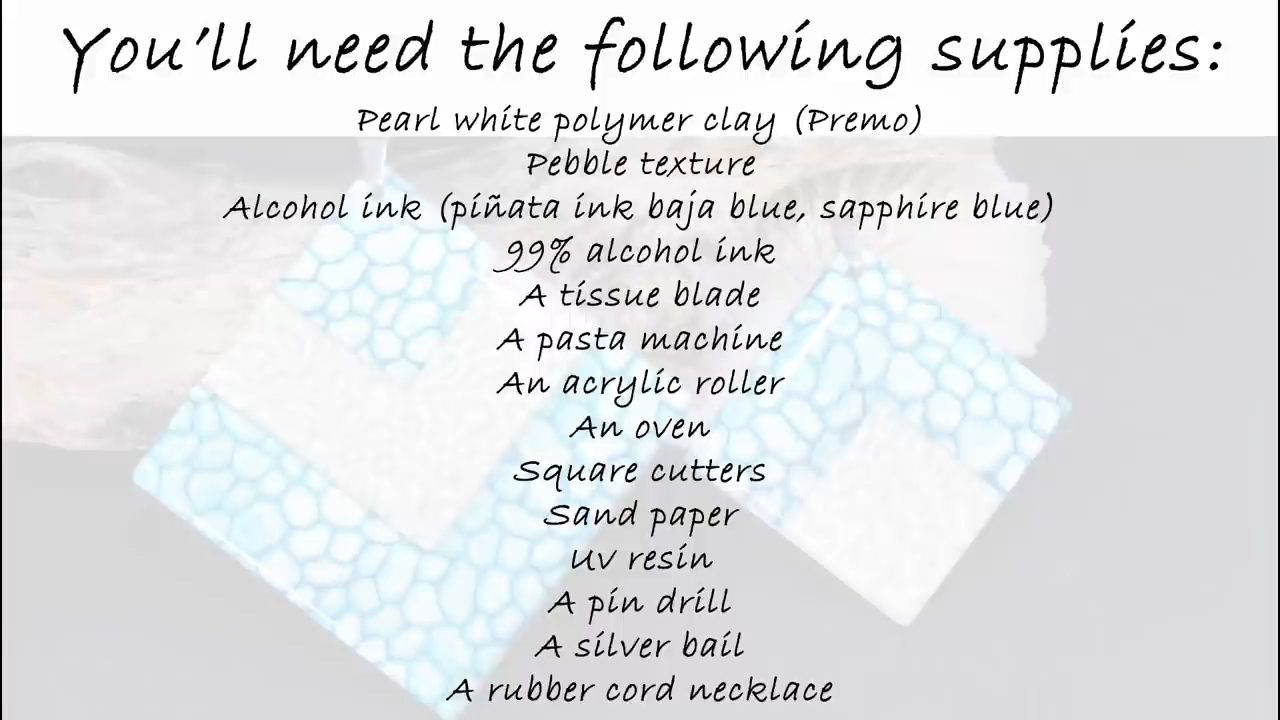 You'll need the following supplies:
Pearl white polymer clay (Premo)
Pebble texture
Alcohol ink (piñata ink baja blue, sapphire blue)
99% alcohol ink
A tissue blade
A pasta machine
An acrylic roller
An oven
Square cutters
Sand paper
Uv resin
A pin drill
A silver bail
A rubber cord necklace